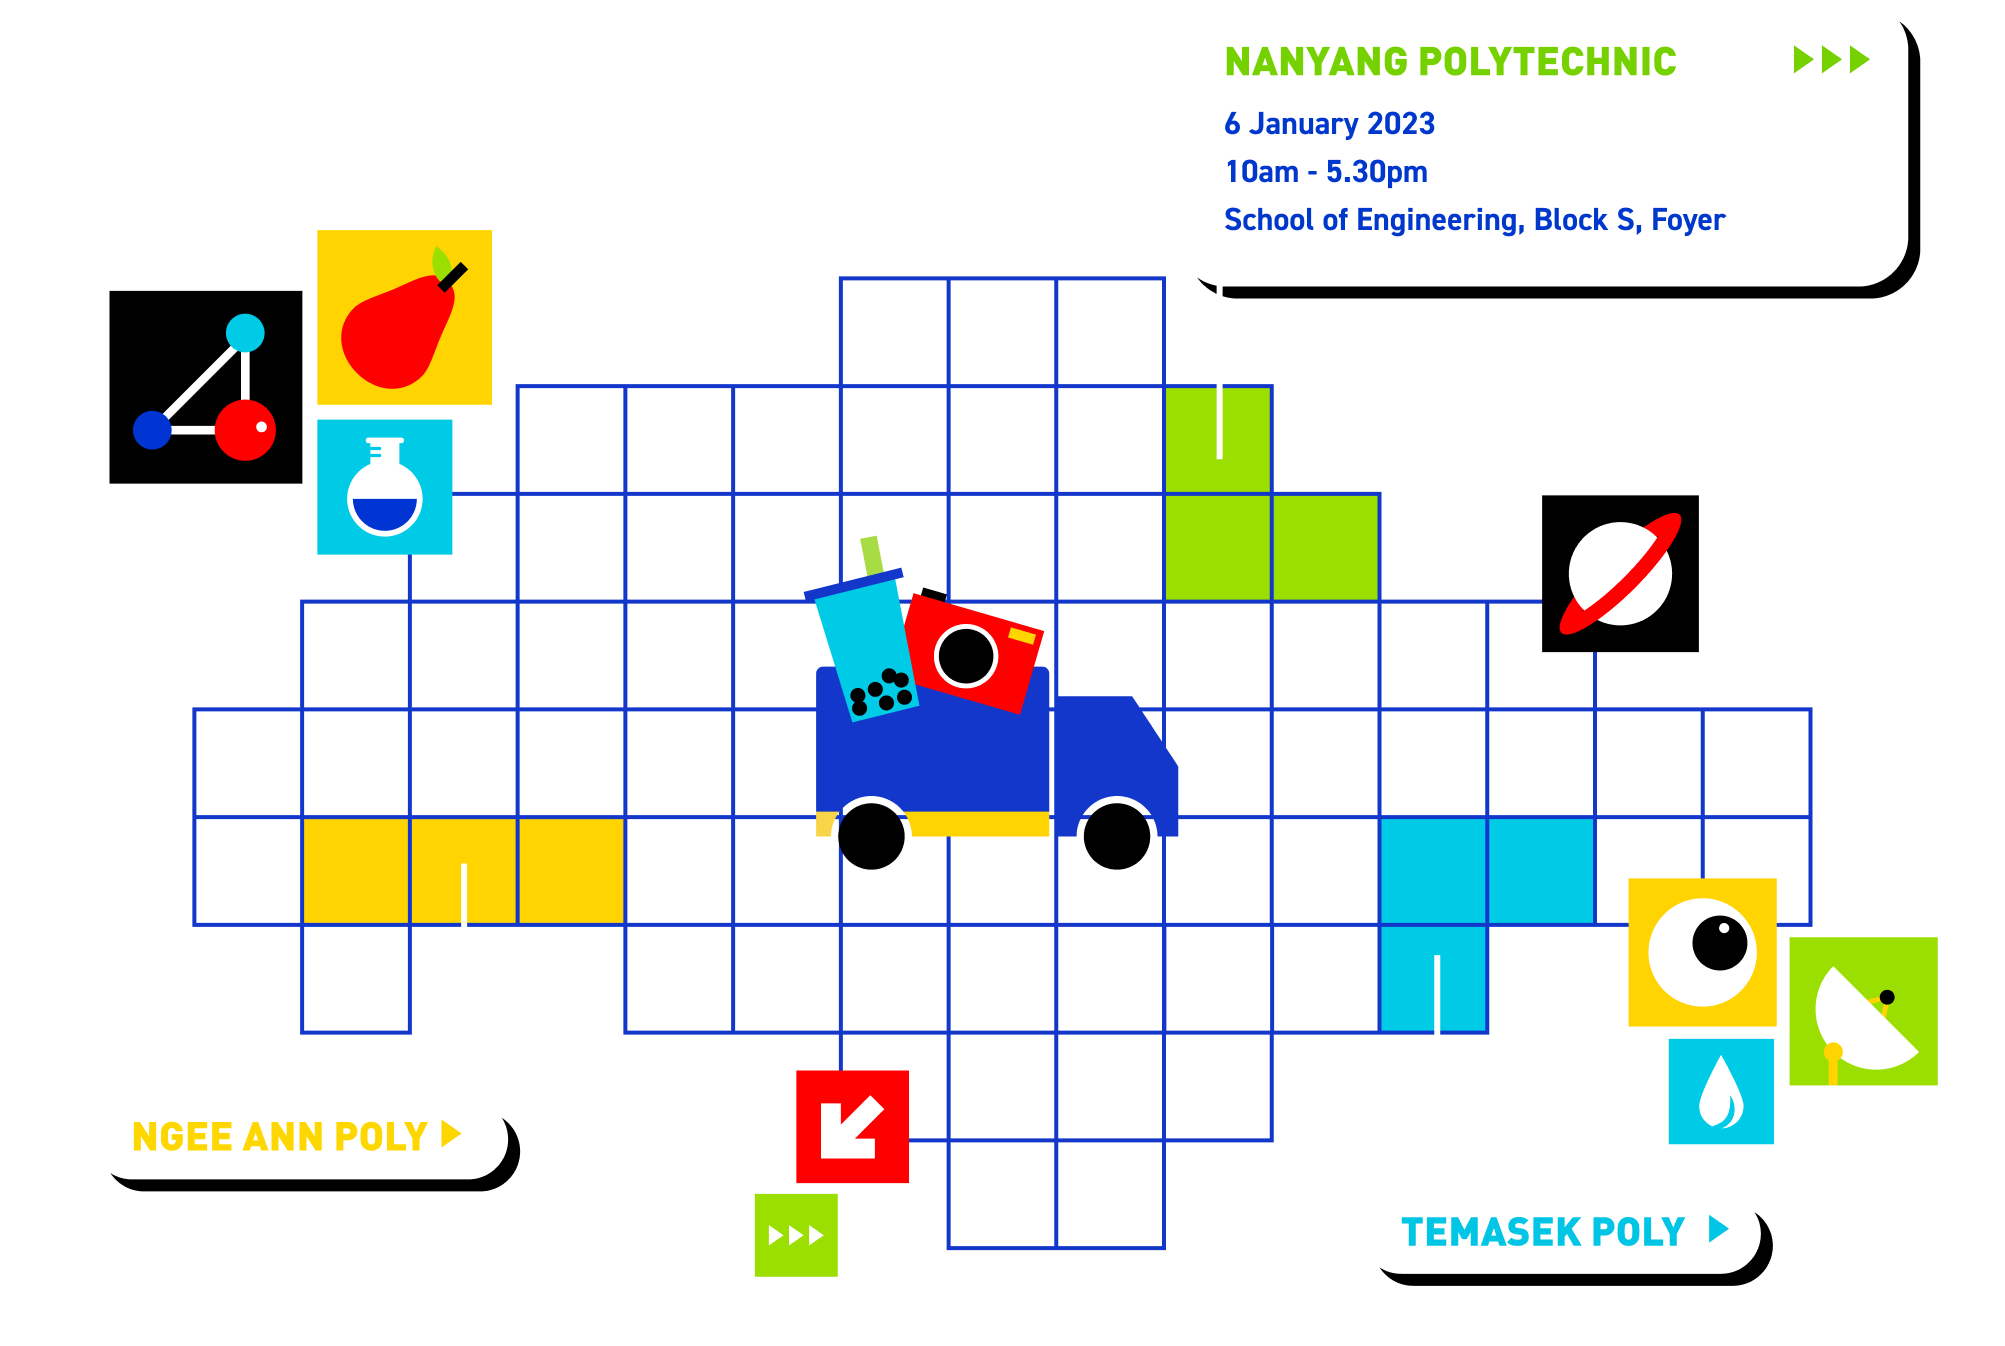 NANYANG POLYTECHNIC
6 January 2023
10am - 5.30pm
School of Engineering, Block S, Foyer
NGEE ANN POLY
TEMASEK POLY